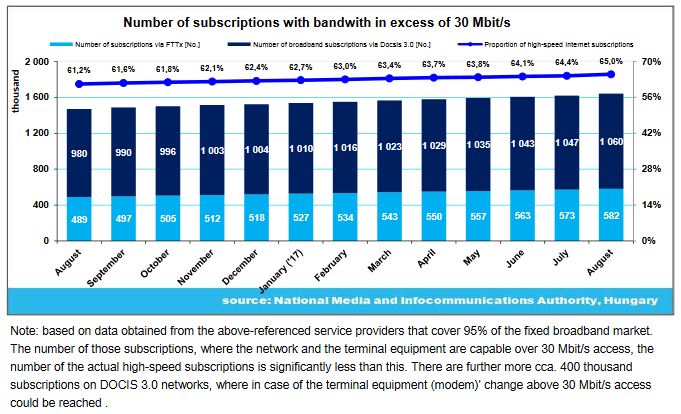 Number of subscriptions with bandwith in excess of 30 Mbit/s
Number of subscriptions via FTTx [No.] Number of broadband subscriptions via Docsis 3.0 [No.] Proportion of high-speed internet subscriptions
thousand
2 000 70%
61,2% 61,6% 61,8% 62,1% 62,4% 62,7% 63,0% 63,4% 63,7% 63,8% 64,1% 64,4% 65,0%
1 600 56%
1 200 42%
980 990 996 1 003 1 004 1 010 1 016 1 023 1 029 1 035 1 043 1 047 1 060
800 28%
400 14%
489 497 505 512 518 527 534 543 550 557 563 573 582
0 0%
August September October November December January ('17) February March April May June July August
source: National Media and Infocommunications Authority, Hungary
Note: based on data obtained from the above-referenced service providers that cover 95% of the fixed broadband market.
The number of those subscriptions, where the network and the terminal equipment are capable over 30 Mbit/s access, the
number of the actual high-speed subscriptions is significantly less than this. There are further more cca. 400 thousand
subscriptions on DOCIS 3.0 networks, where in case of the terminal equipment (modem)' change above 30 Mbit/s access
could be reached .